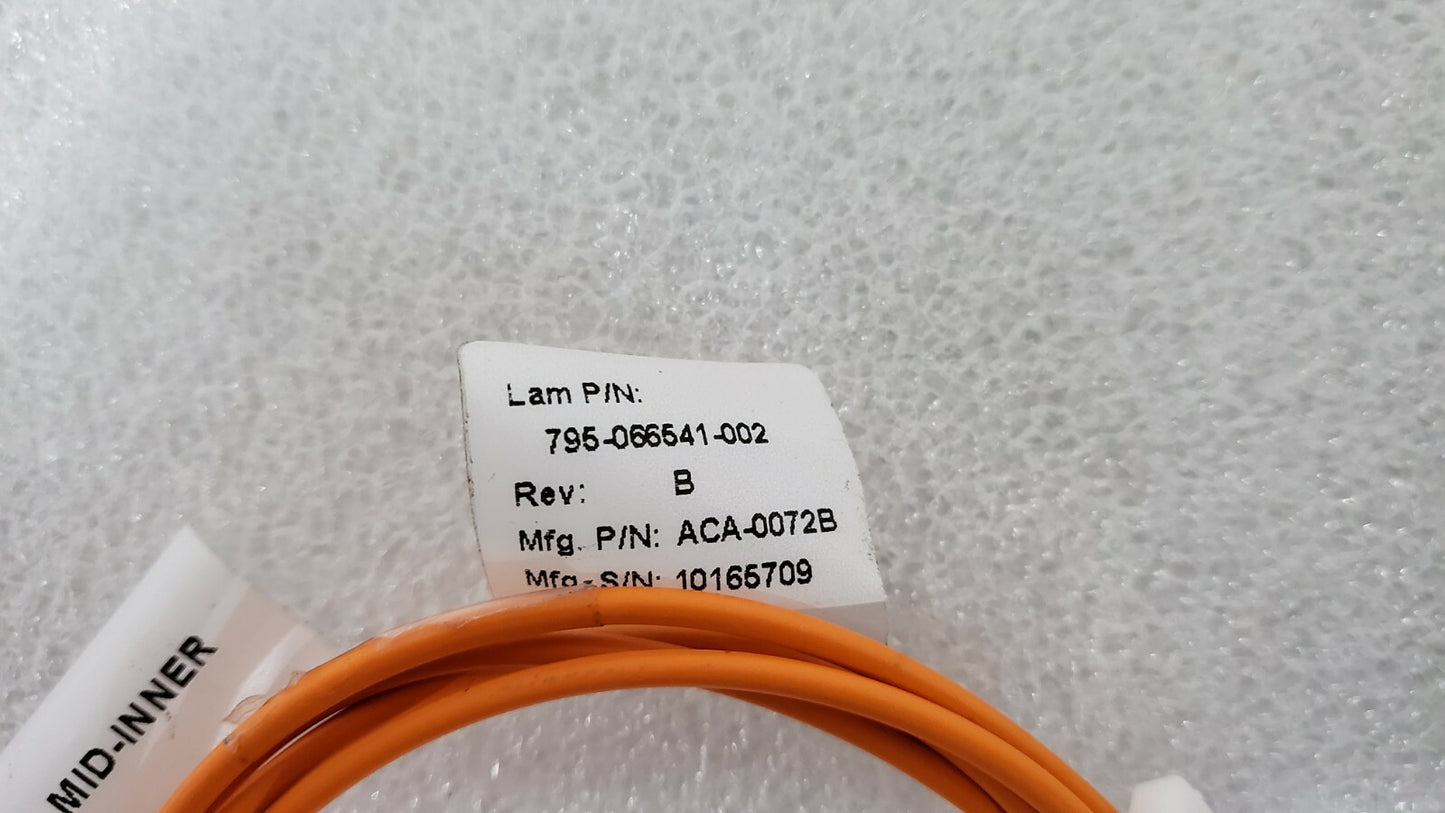 Lam P/N:
795-066541-002
Rev: B
Mfg. P/N: ACA-0072B
Mfg. S/N: 10165709
MID-INNER